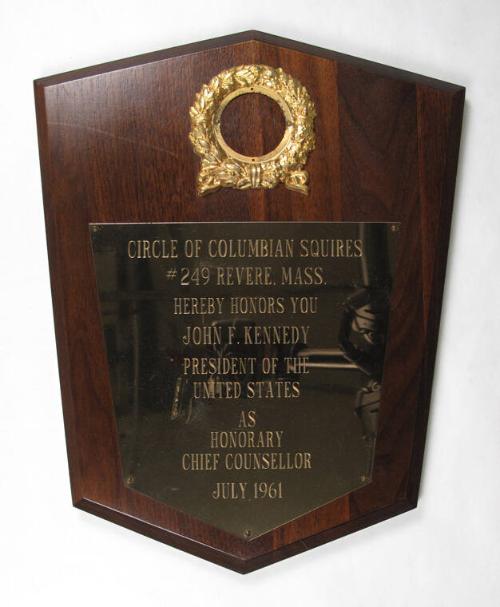 CIRCLE OF COLUMBIAN SQUIRES
#249 REVERE, MASS.
HEREBY HONORS YOU
JOHN F. KENNEDY
PRESIDENT OF THE
UNITED STATES
AS
HONORARY
CHIEF COUNSELLOR
JULY, 1961